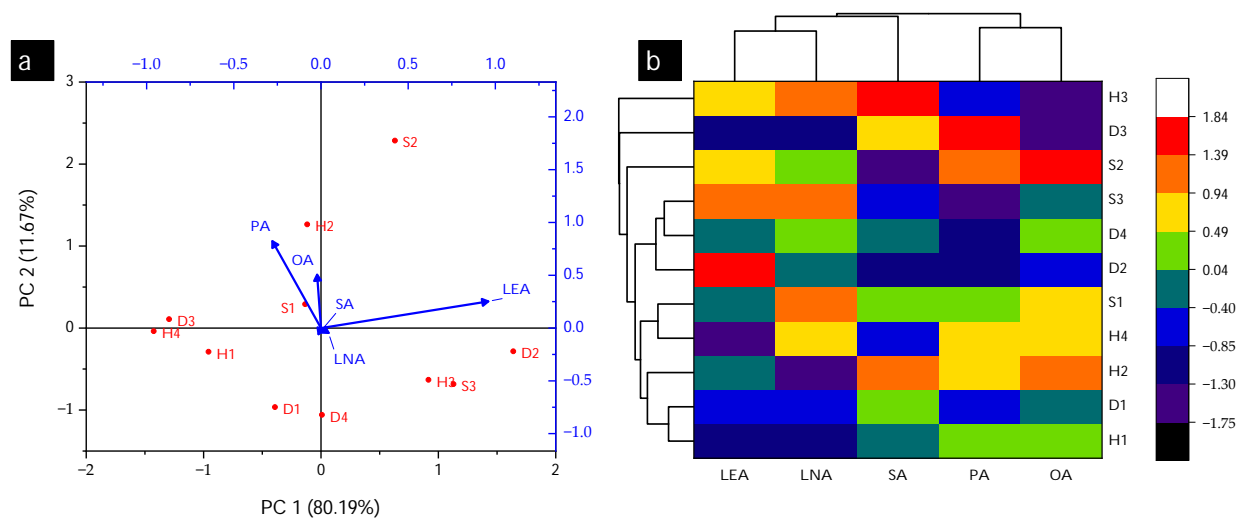 a
−1.0 −0.5 0.0 0.5 1.0
3
2
1
0
−1
PC 2 (11.67%)
2.0
1.5
1.0
0.5
0.0
−0.5
−1.0
S2
H2
PA
OA
LEA
S1
SA
D3
H4
LNA
H1
D2
H3
S3
D1
D4
−2 −1 0 1 2
PC 1 (80.19%)
b
H3
D3
S2
S3
D4
D2
S1
H4
H2
D1
H1
LEA LNA SA PA OA
1.84
1.39
0.94
0.49
0.04
−0.40
−0.85
−1.30
−1.75